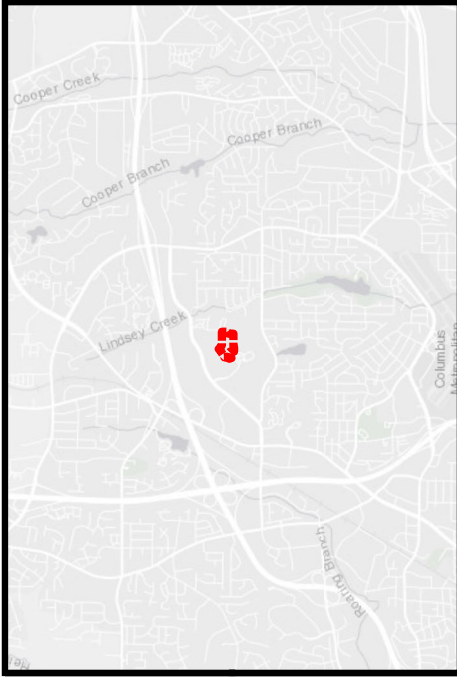 Cooper Creek
Cooper Branch
Cooper Branch
Lindsey Creek
Columbus
Metropolitan
Roaring Branch